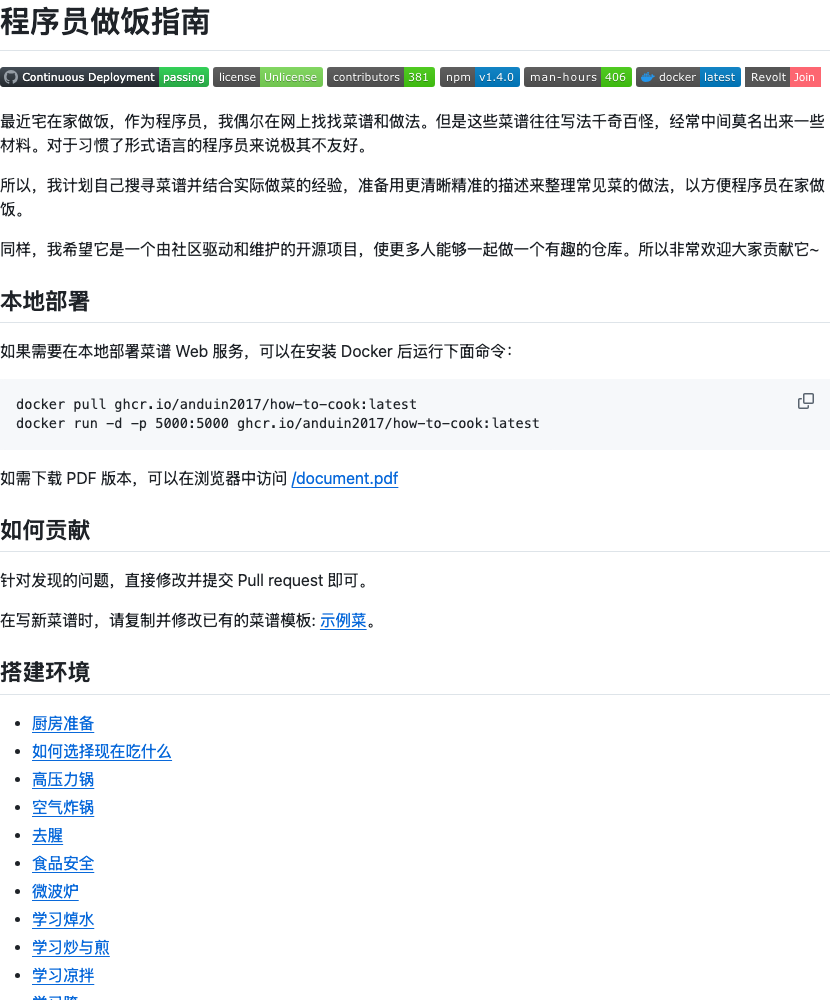 程序员做饭指南
Continuous Deployment passing license Unlicense contributors 381 npm v1.4.0 man-hours 406 docker latest Revolt Join
最近宅在家做饭，作为程序员，我偶尔在网上找找菜谱和做法。但是这些菜谱往往写法千奇百怪，经常中间莫名出来一些
材料。对于习惯了形式语言的程序员来说极其不友好。
所以，我计划自己搜寻菜谱并结合实际做菜的经验，准备用更清晰精准的描述来整理常见菜的做法，以方便程序员在家做
饭。
同样，我希望它是一个由社区驱动和维护的开源项目，使更多人能够一起做一个有趣的仓库。所以非常欢迎大家贡献它~
本地部署
如果需要在本地部署菜谱 Web 服务，可以在安装 Docker 后运行下面命令：
docker pull ghcr.io/anduin2017/how-to-cook:latest
docker run -d -p 5000:5000 ghcr.io/anduin2017/how-to-cook:latest
如需下载 PDF 版本，可以在浏览器中访问 /document.pdf
如何贡献
针对发现的问题，直接修改并提交 Pull request 即可。
在写新菜谱时，请复制并修改已有的菜谱模板: 示例菜。
搭建环境
厨房准备
如何选择现在吃什么
高压力锅
空气炸锅
去腥
食品安全
微波炉
学习焯水
学习炒与煎
学习凉拌